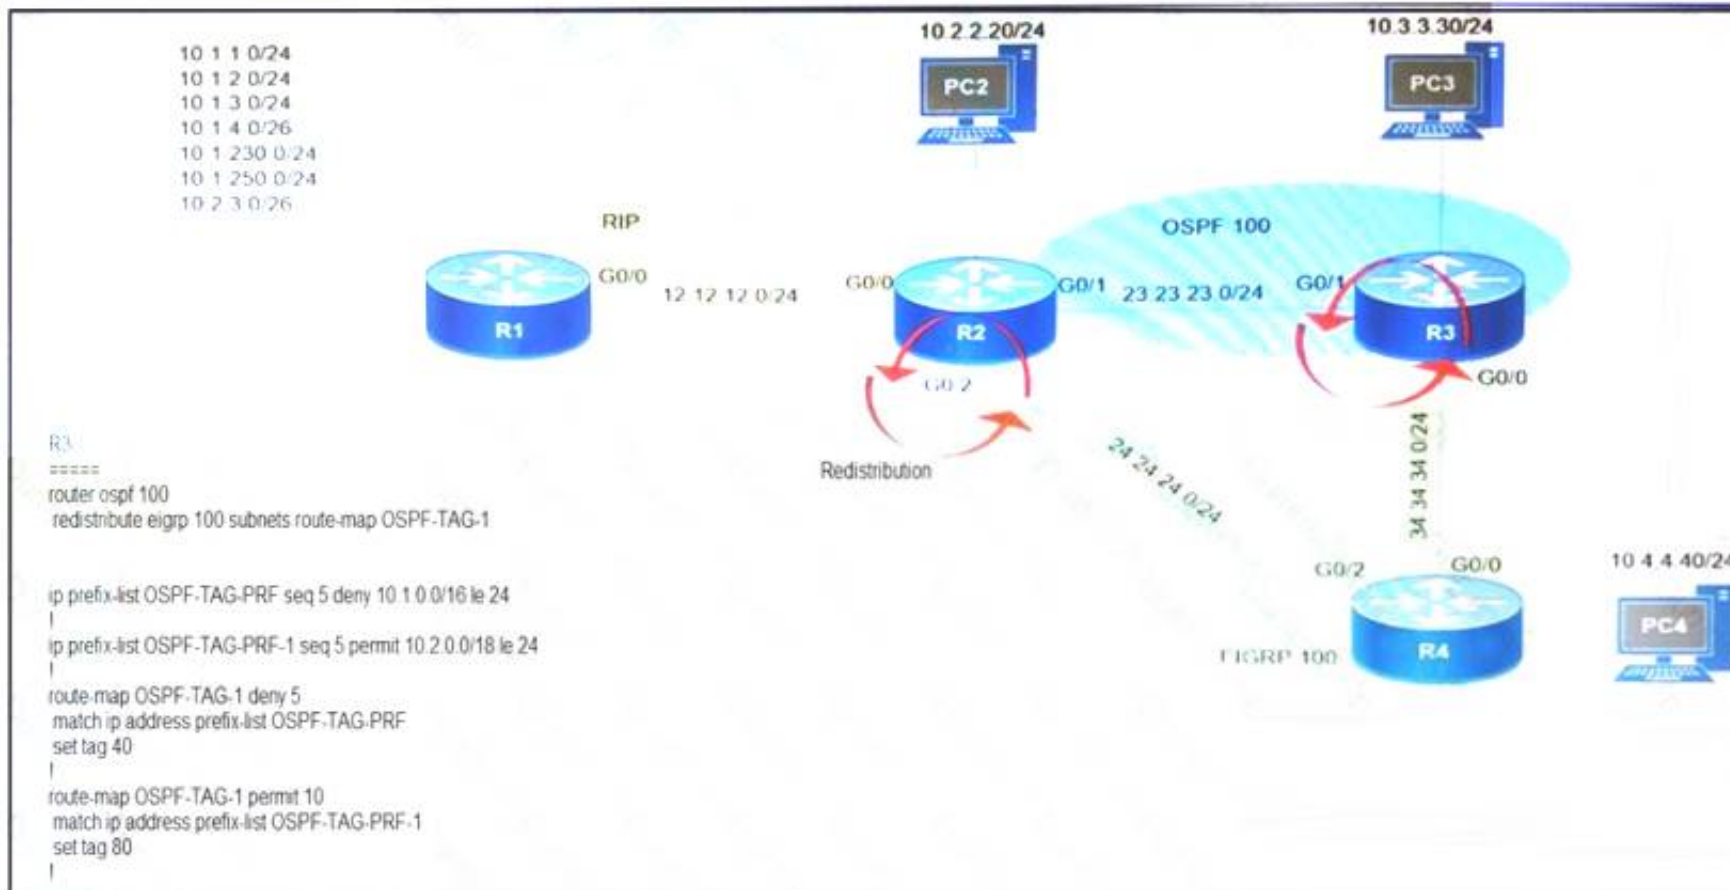 10.2.2.20/24
10.3.3.30/24
10 1 1 0/24
10 1 2 0/24
10 1 3 0/24
10 1 4 0/26
10 1 230 0/24
10 1 250 0/24
10 2 3 0/26
PC2
PC3
RIP
OSPF 100
G0/0
12 12 12 0/24
G0/0
G0/1
23 23 23 0/24
G0/1
R1
R2
R3
G0/2
G0/0
Redistribution
24 24 24 0/24
34 34 34 0/24
G0/2
G0/0
10 4 4.40/24
EIGRP 100
R4
PC4
R3
=====
router ospf 100
redistribute eigrp 100 subnets route-map OSPF-TAG-1
ip prefix-list OSPF-TAG-PRF seq 5 deny 10.1.0.0/16 le 24
!
ip prefix-list OSPF-TAG-PRF-1 seq 5 permit 10.2.0.0/18 le 24
!
route-map OSPF-TAG-1 deny 5
match ip address prefix-list OSPF-TAG-PRF
set tag 40
!
route-map OSPF-TAG-1 permit 10
match ip address prefix-list OSPF-TAG-PRF-1
set tag 80
!